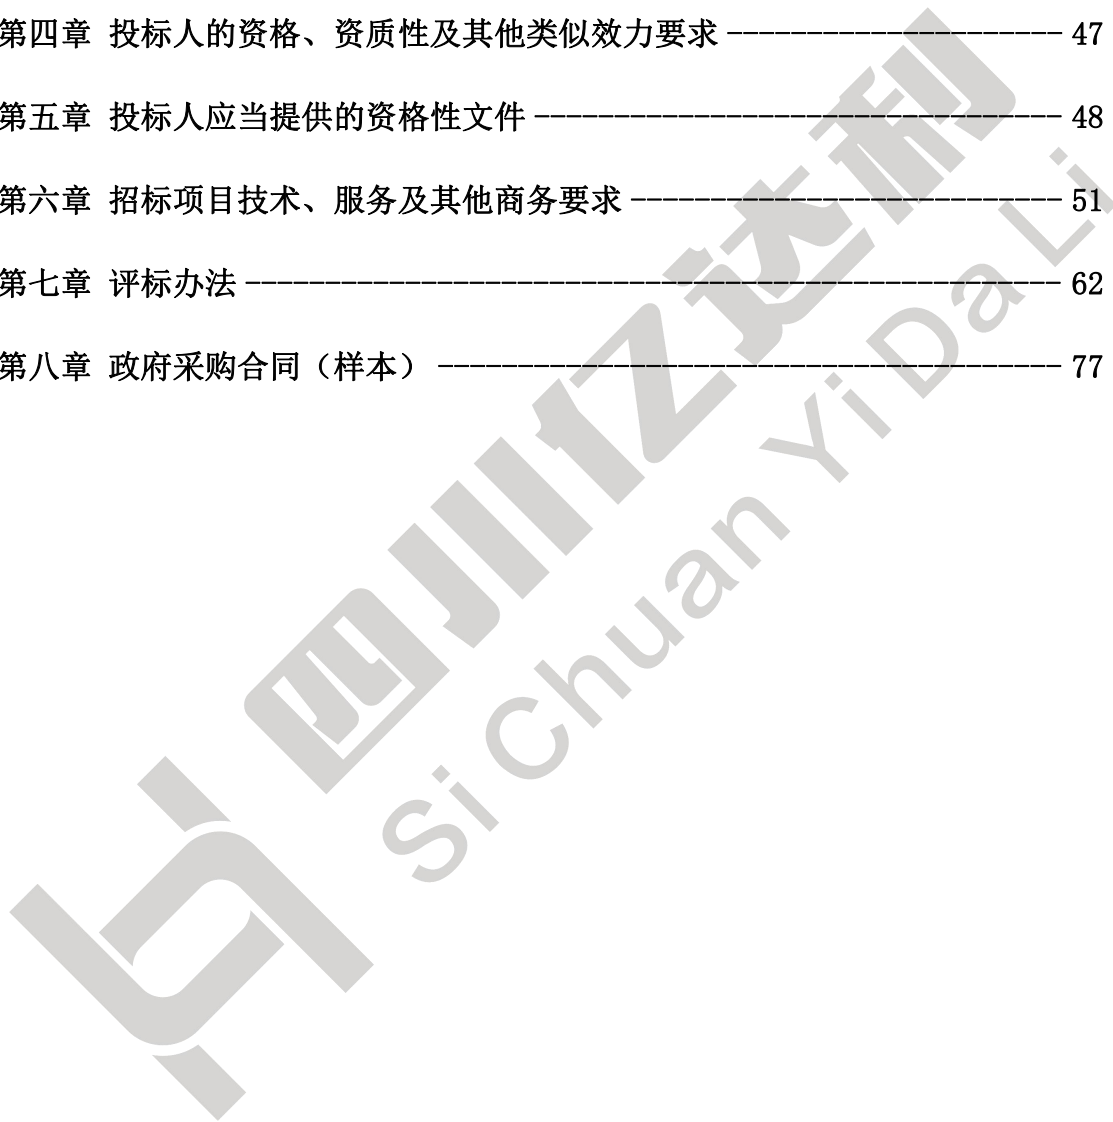 第四章 投标人的资格、资质性及其他类似效力要求 --------------------- 47
第五章 投标人应当提供的资格性文件 --------------------------------- 48
第六章 招标项目技术、服务及其他商务要求 --------------------------- 51
第七章 评标办法 --------------------------------------------------- 62
第八章 政府采购合同（样本） --------------------------------------- 77
四川亿达利
Si Chuan Yi Da Li